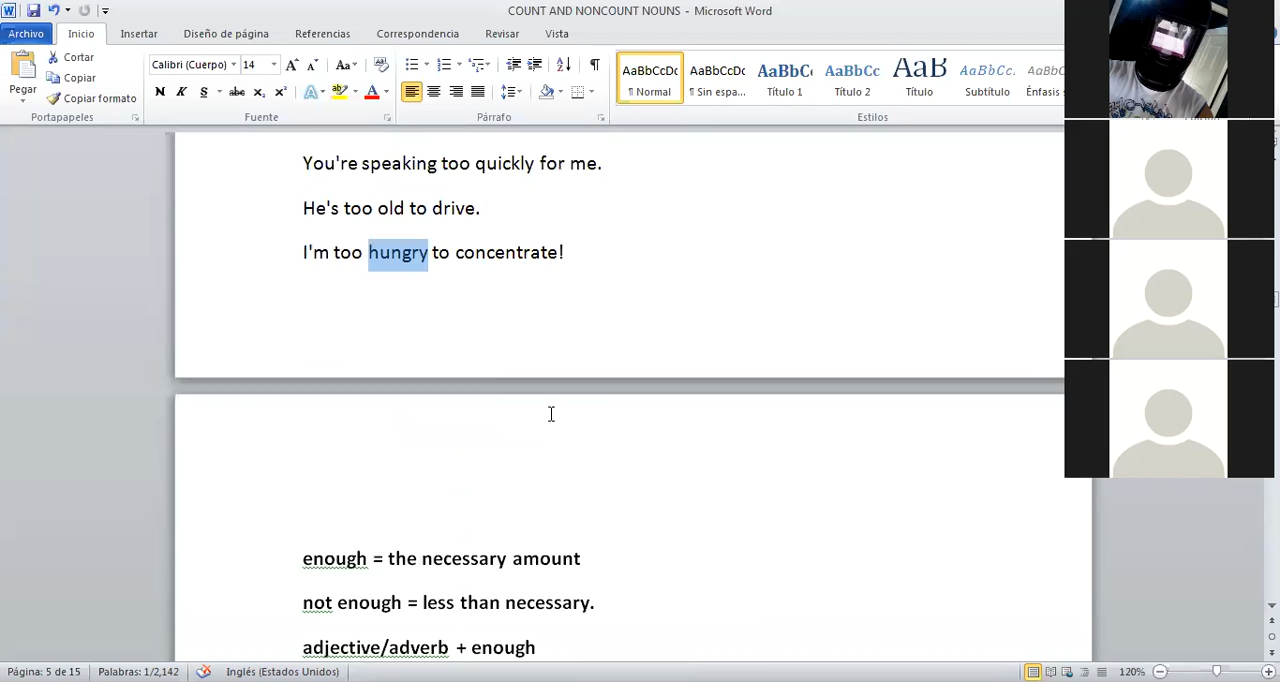 COUNT AND NONCOUNT NOUNS - Microsoft Word
Archivo Inicio Insertar Diseño de página Referencias Correspondencia Revisar Vista
Pegar
Cortar
Copiar
Copiar formato
Portapapeles
Calibri (Cuerpo) 14
Fuente
Párrafo
AaBbCcDc AaBbCcDc AaBbC AaBbCc AaB AaBbCc. AaBbCc
¶ Normal ¶ Sin espa... Título 1 Título 2 Título Subtítulo Énfasis
Estilos
You're speaking too quickly for me.
He's too old to drive.
I'm too hungry to concentrate!
enough = the necessary amount
not enough = less than necessary.
adjective/adverb + enough
Página: 5 de 15 Palabras: 1/2,142 Inglés (Estados Unidos) 120%